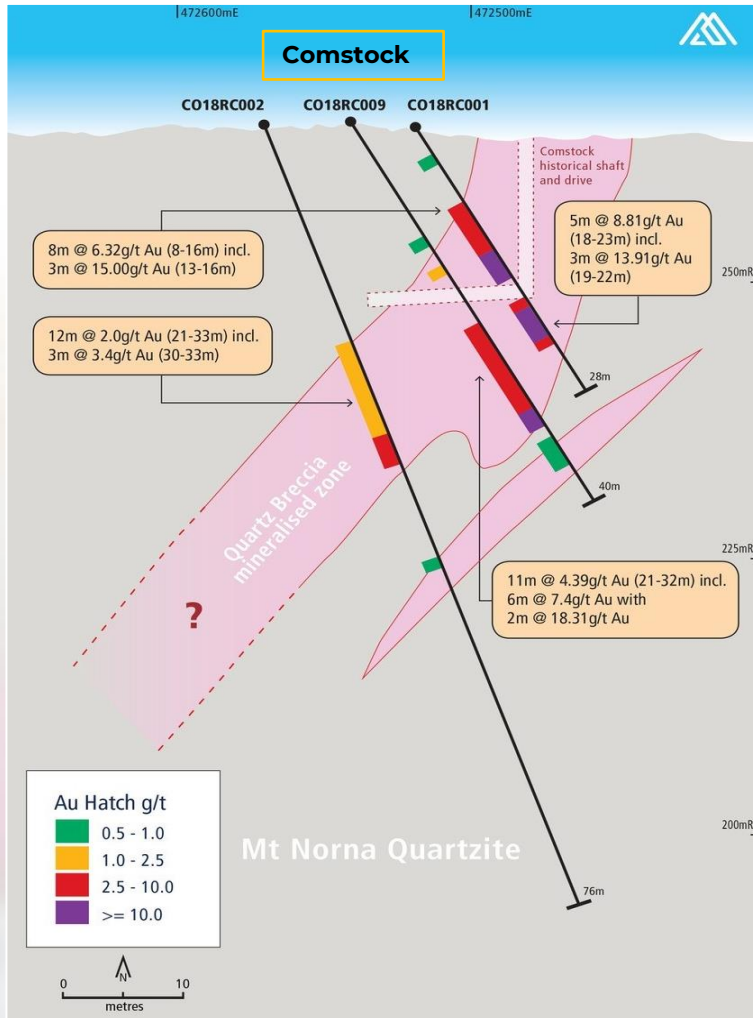 472600mE
472500mE
Comstock
CO18RC002
CO18RC009
CO18RC001
Comstock
historical shaft
and drive
8m @ 6.32g/t Au (8-16m) incl.
3m @ 15.00g/t Au (13-16m)
5m @ 8.81g/t Au
(18-23m) incl.
3m @ 13.91g/t Au
(19-22m)
250mR
12m @ 2.0g/t Au (21-33m) incl.
3m @ 3.4g/t Au (30-33m)
28m
40m
Quartz Breccia
mineralised zone
225mR
11m @ 4.39g/t Au (21-32m) incl.
6m @ 7.4g/t Au with
2m @ 18.31g/t Au
?
Au Hatch g/t
0.5 - 1.0
1.0 - 2.5
2.5 - 10.0
>= 10.0
200mR
Mt Norna Quartzite
76m
N
0
10
metres